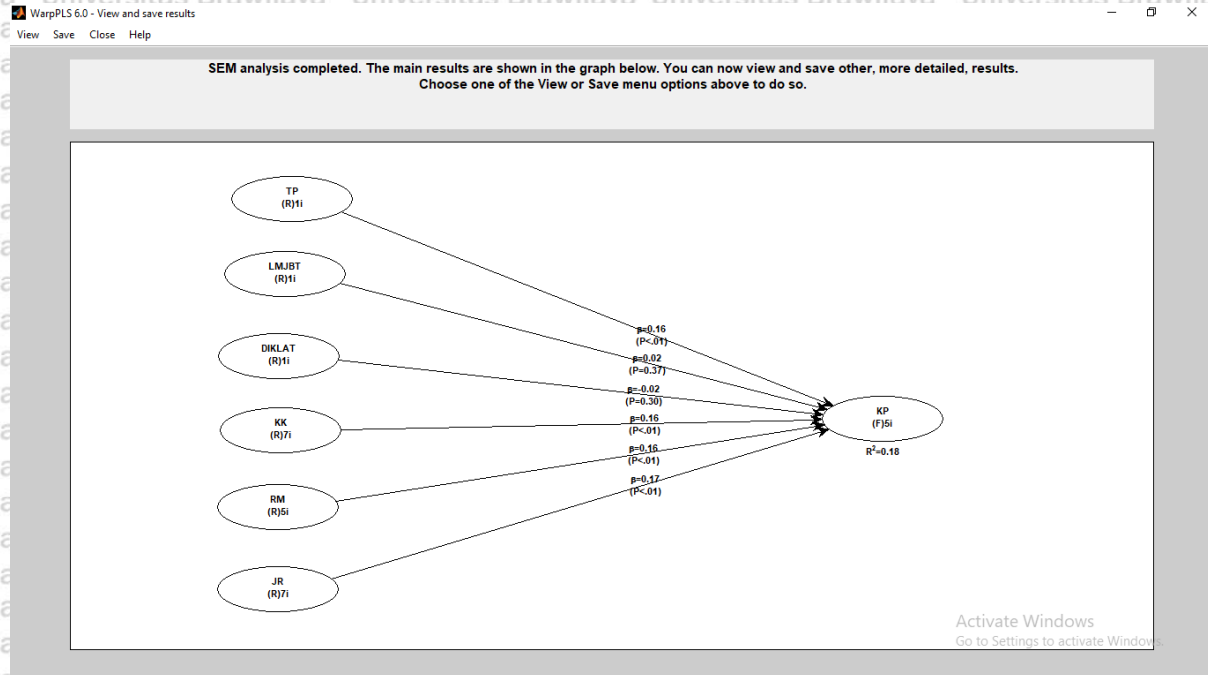 WarpPLS 6.0 - View and save results
View Save Close Help
SEM analysis completed. The main results are shown in the graph below. You can now view and save other, more detailed, results.
Choose one of the View or Save menu options above to do so.
TP
(R)1i
LMJBT
(R)1i
DIKLAT
(R)1i
KK
(R)7i
RM
(R)5i
JR
(R)7i
β=0.16
(P<.01)
β=0.02
(P=0.37)
β=-0.02
(P=0.30)
β=0.16
(P<.01)
β=0.16
(P<.01)
β=0.17
(P<.01)
KP
(F)5i
R²=0.18
Activate Windows
Go to Settings to activate Windows.